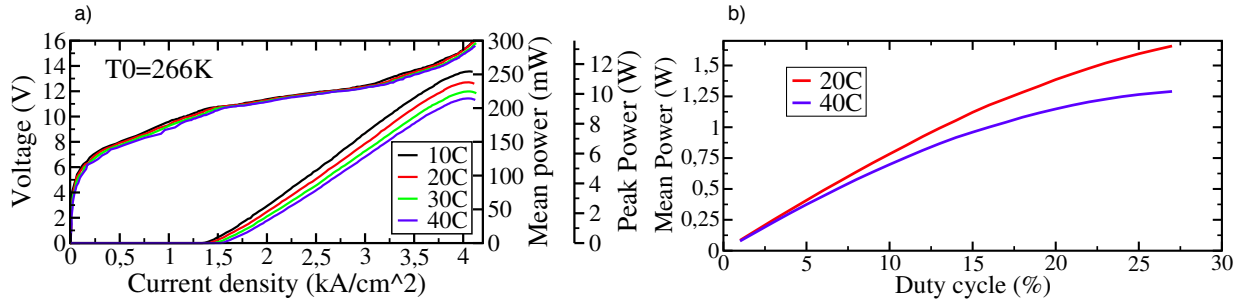 a)
T0=266K
Voltage (V)
16
14
12
10
8
6
4
2
0
0 0,5 1 1,5 2 2,5 3 3,5 4
Current density (kA/cm^2)
10C
20C
30C
40C
300
250
200
150
100
50
0
Mean power (mW)
12
10
8
6
4
2
0
Peak Power (W)
b)
Mean Power (W)
1,5
1,25
1
0,75
0,5
0,25
0
20C
40C
0 5 10 15 20 25 30
Duty cycle (%)